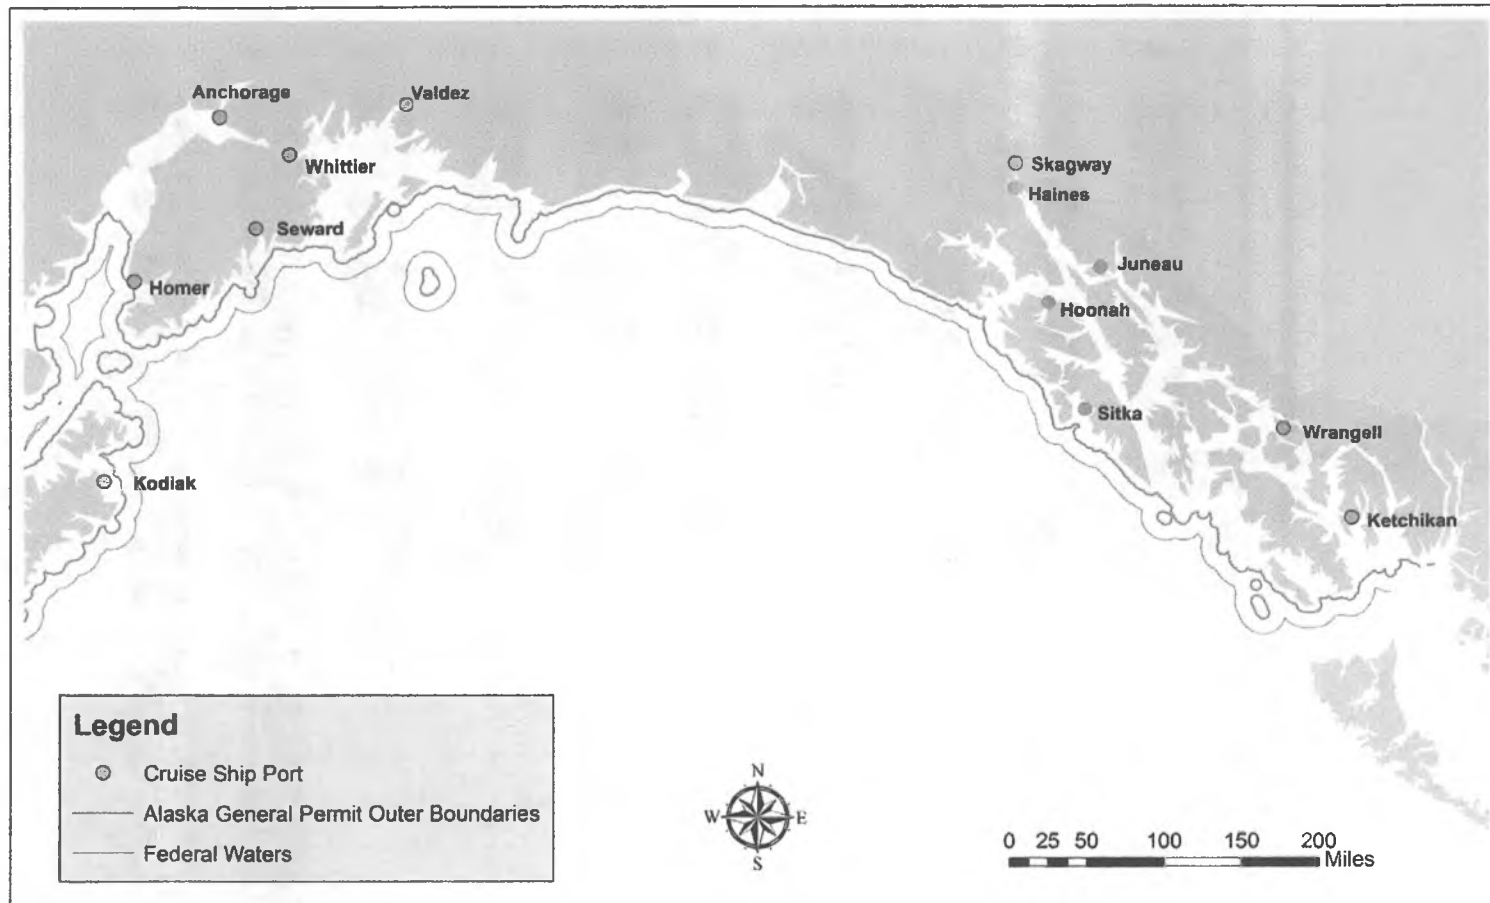 Anchorage
Valdez
Whittier
Skagway
Haines
Seward
Juneau
Homer
Hoonah
Sitka
Wrangell
Kodiak
Ketchikan
Legend
Cruise Ship Port
Alaska General Permit Outer Boundaries
Federal Waters
N
W E
S
0 25 50 100 150 200
Miles